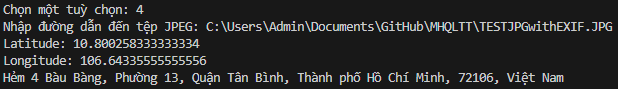 Chọn một tuỳ chọn: 4
Nhập đường dẫn đến tệp JPEG: C:\Users\Admin\Documents\GitHub\MHQLTT\TESTJPGwithEXIF.JPG
Latitude: 10.800258333333334
Longitude: 106.64335555555556
Hẻm 4 Bàu Bàng, Phường 13, Quận Tân Bình, Thành phố Hồ Chí Minh, 72106, Việt Nam